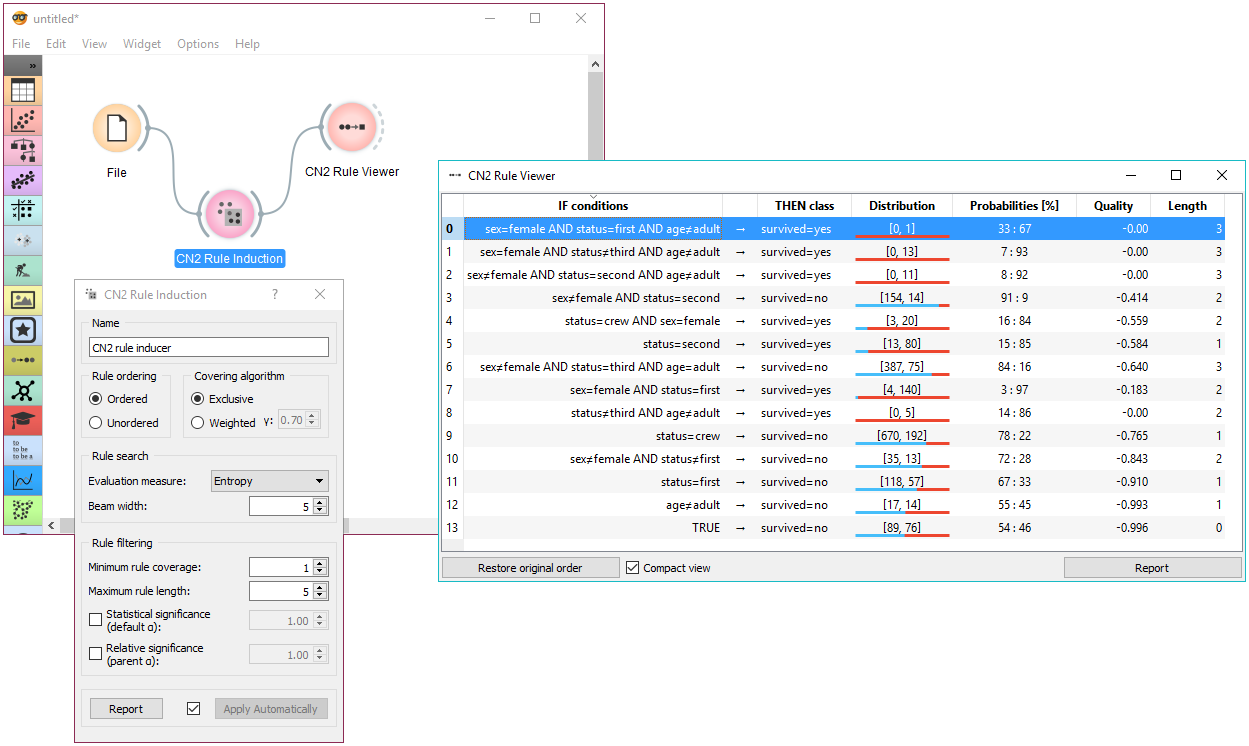 untitled*
File Edit View Widget Options Help
»
File
CN2 Rule Viewer
CN2 Rule Induction
to
to be
to be a
CN2 Rule Induction ?
Name
CN2 rule inducer
Rule ordering
Ordered
Unordered
Covering algorithm
Exclusive
Weighted γ: 0.70
Rule search
Evaluation measure: Entropy
Beam width: 5
Rule filtering
Minimum rule coverage: 1
Maximum rule length: 5
Statistical significance
(default α): 1.00
Relative significance
(parent α): 1.00
Report Apply Automatically
CN2 Rule Viewer
IF conditions THEN class Distribution Probabilities [%] Quality Length
0 sex=female AND status=first AND age≠adult → survived=yes [0, 1] 33 : 67 -0.00 3
1 sex=female AND status≠third AND age≠adult → survived=yes [0, 13] 7 : 93 -0.00 3
2 sex≠female AND status=second AND age≠adult → survived=yes [0, 11] 8 : 92 -0.00 3
3 sex≠female AND status=second → survived=no [154, 14] 91 : 9 -0.414 2
4 status=crew AND sex=female → survived=yes [3, 20] 16 : 84 -0.559 2
5 status=second → survived=yes [13, 80] 15 : 85 -0.584 1
6 sex≠female AND status=third AND age=adult → survived=no [387, 75] 84 : 16 -0.640 3
7 sex=female AND status=first → survived=yes [4, 140] 3 : 97 -0.183 2
8 status≠third AND age≠adult → survived=yes [0, 5] 14 : 86 -0.00 2
9 status=crew → survived=no [670, 192] 78 : 22 -0.765 1
10 sex≠female AND status≠first → survived=no [35, 13] 72 : 28 -0.843 2
11 status=first → survived=no [118, 57] 67 : 33 -0.910 1
12 age≠adult → survived=no [17, 14] 55 : 45 -0.993 1
13 TRUE → survived=no [89, 76] 54 : 46 -0.996 0
Restore original order Compact view Report